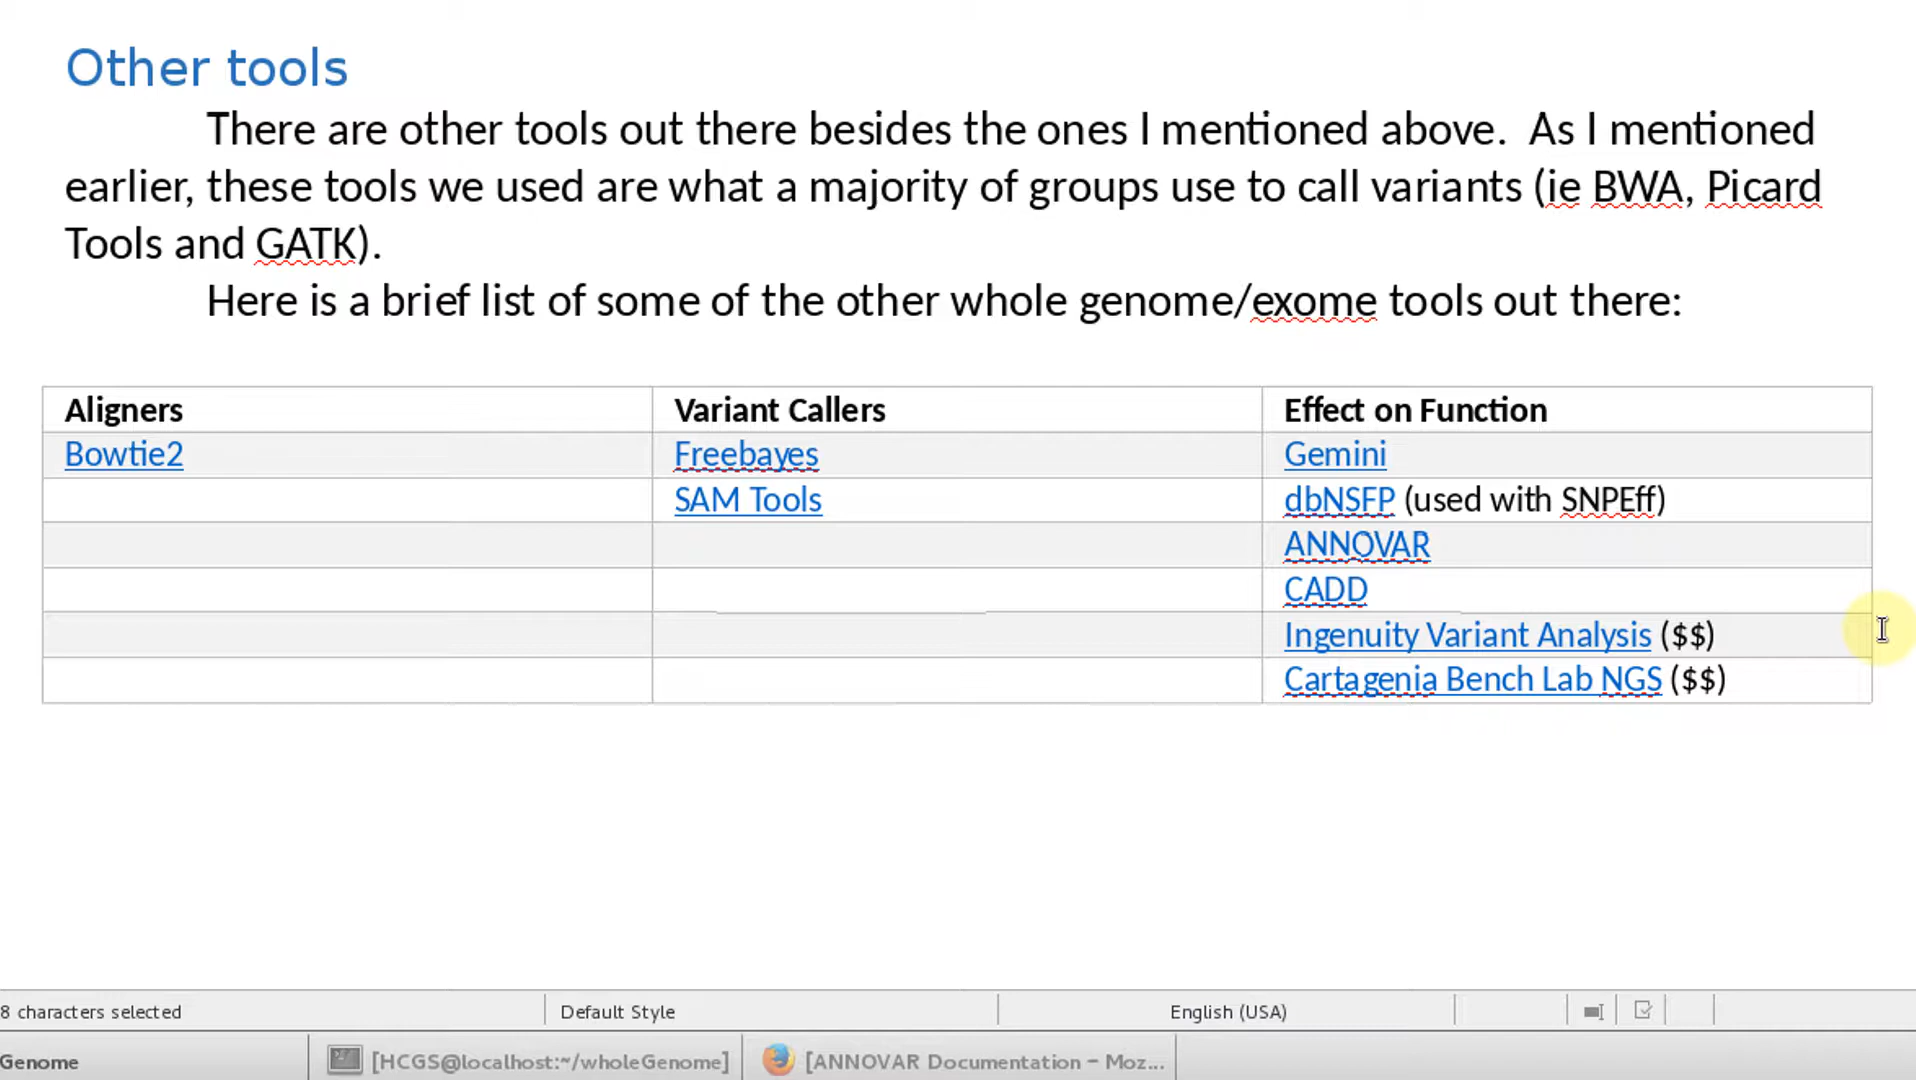 Other tools
There are other tools out there besides the ones I mentioned above.  As I mentioned
earlier, these tools we used are what a majority of groups use to call variants (ie BWA, Picard
Tools and GATK).
Here is a brief list of some of the other whole genome/exome tools out there:
Aligners Variant Callers Effect on Function
Bowtie2 Freebayes Gemini
SAM Tools dbNSFP (used with SNPEff)
ANNOVAR
CADD
Ingenuity Variant Analysis ($$)
Cartagenia Bench Lab NGS ($$)
8 characters selected Default Style English (USA)
Genome [HCGS@localhost:~/wholeGenome] [ANNOVAR Documentation – Moz...